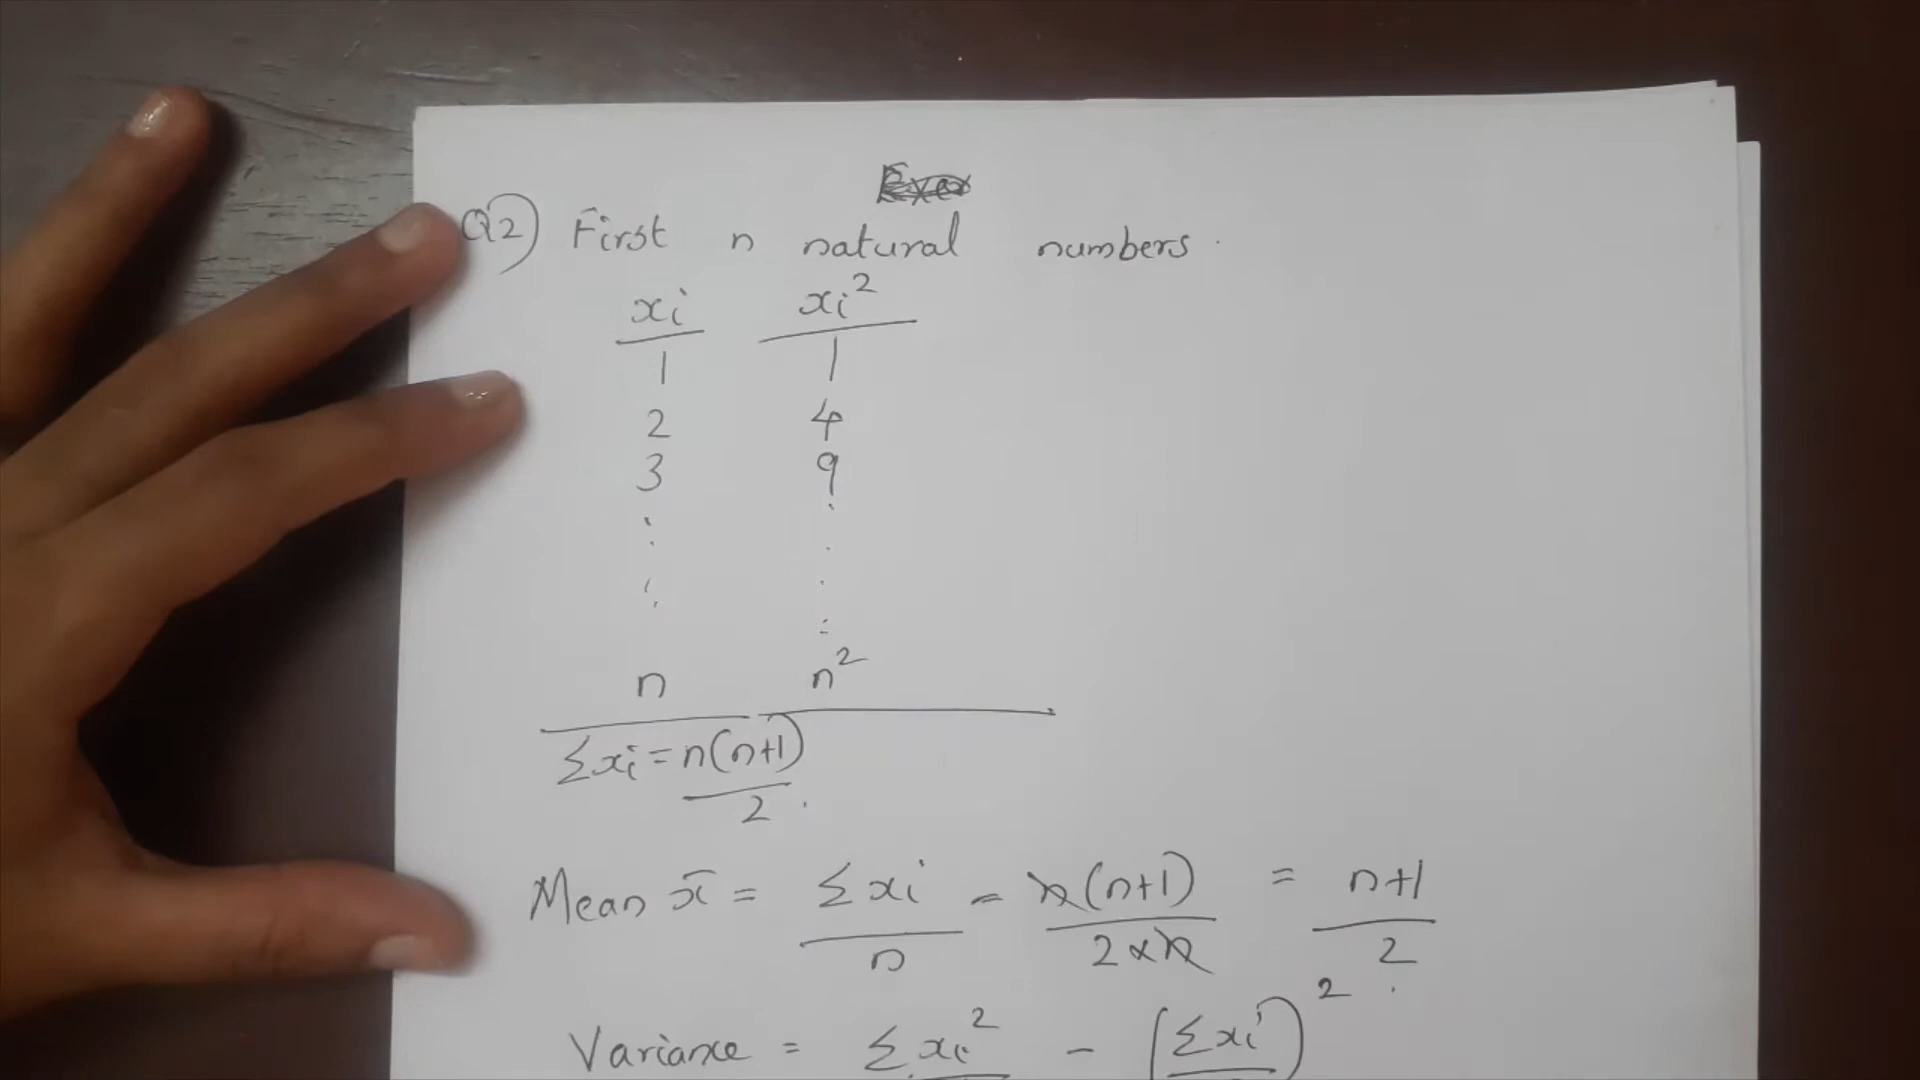 Q2) First n natural numbers.
xi xi²
1 1
2 4
3 9
: .
: :
n n²
Σxi = n(n+1)
2
Mean x̄ = Σxi = n(n+1) = n+1
n 2×n 2
Variance = Σxi² - (Σxi)²